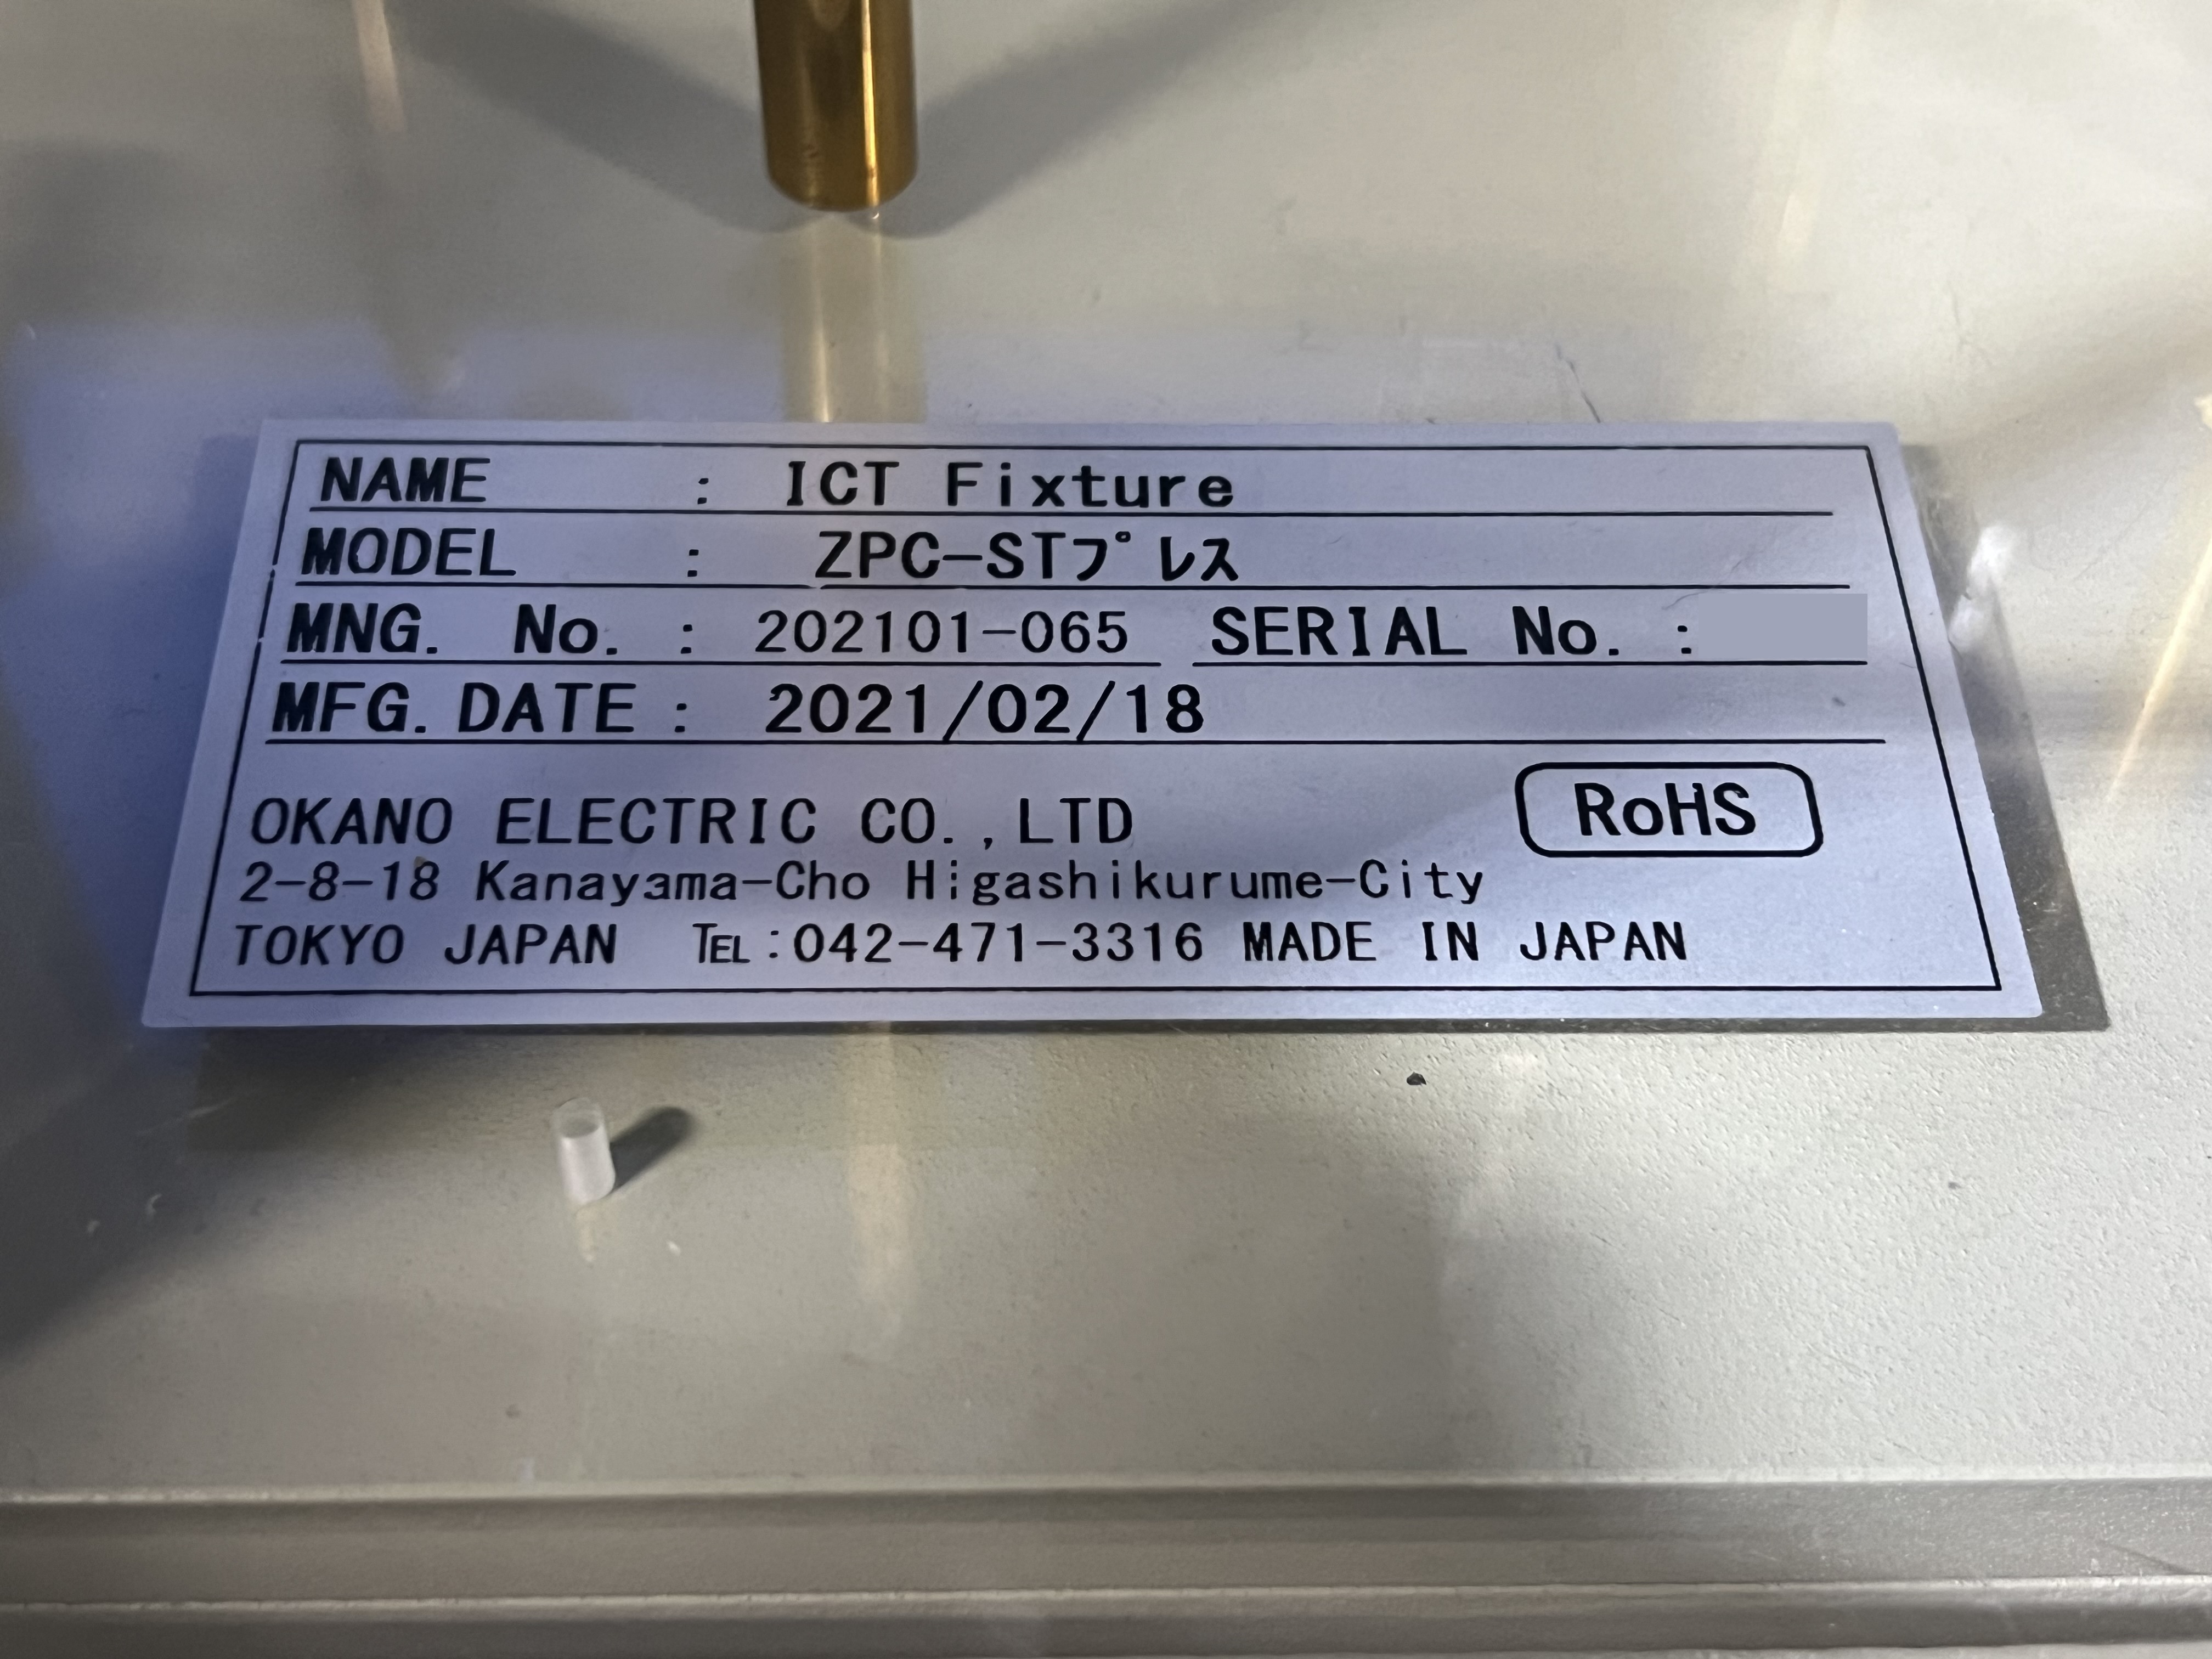 NAME : ICT Fixture
MODEL : ZPC-STプレス
MNG. No. : 202101-065 SERIAL No. :
MFG. DATE : 2021/02/18
RoHS
OKANO ELECTRIC CO.,LTD
2-8-18 Kanayama-Cho Higashikurume-City
TOKYO JAPAN TEL:042-471-3316 MADE IN JAPAN